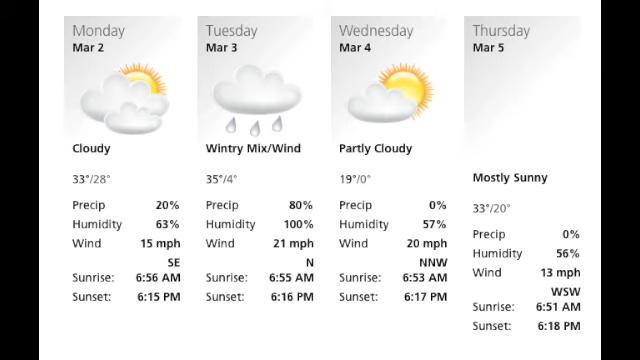 Monday
Mar 2
Cloudy
33°/28°
Precip 20%
Humidity 63%
Wind 15 mph
SE
Sunrise: 6:56 AM
Sunset: 6:15 PM
Tuesday
Mar 3
Wintry Mix/Wind
35°/4°
Precip 80%
Humidity 100%
Wind 21 mph
N
Sunrise: 6:55 AM
Sunset: 6:16 PM
Wednesday
Mar 4
Partly Cloudy
19°/0°
Precip 0%
Humidity 57%
Wind 20 mph
NNW
Sunrise: 6:53 AM
Sunset: 6:17 PM
Thursday
Mar 5
Mostly Sunny
33°/20°
Precip 0%
Humidity 56%
Wind 13 mph
WSW
Sunrise: 6:51 AM
Sunset: 6:18 PM